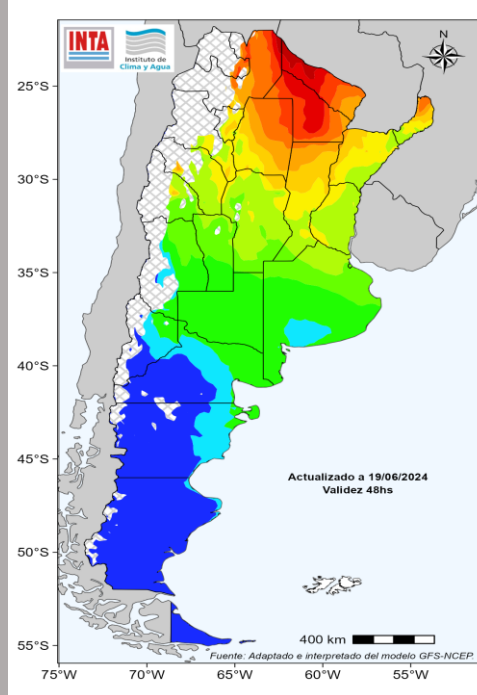 INTA
Instituto de
Clima y Agua
N
25°S
30°S
35°S
40°S
45°S
50°S
55°S
Actualizado a 19/06/2024
Validez 48hs
400 km
Fuente: Adaptado e interpretado del modelo GFS-NCEP.
75°W
70°W
65°W
60°W
55°W